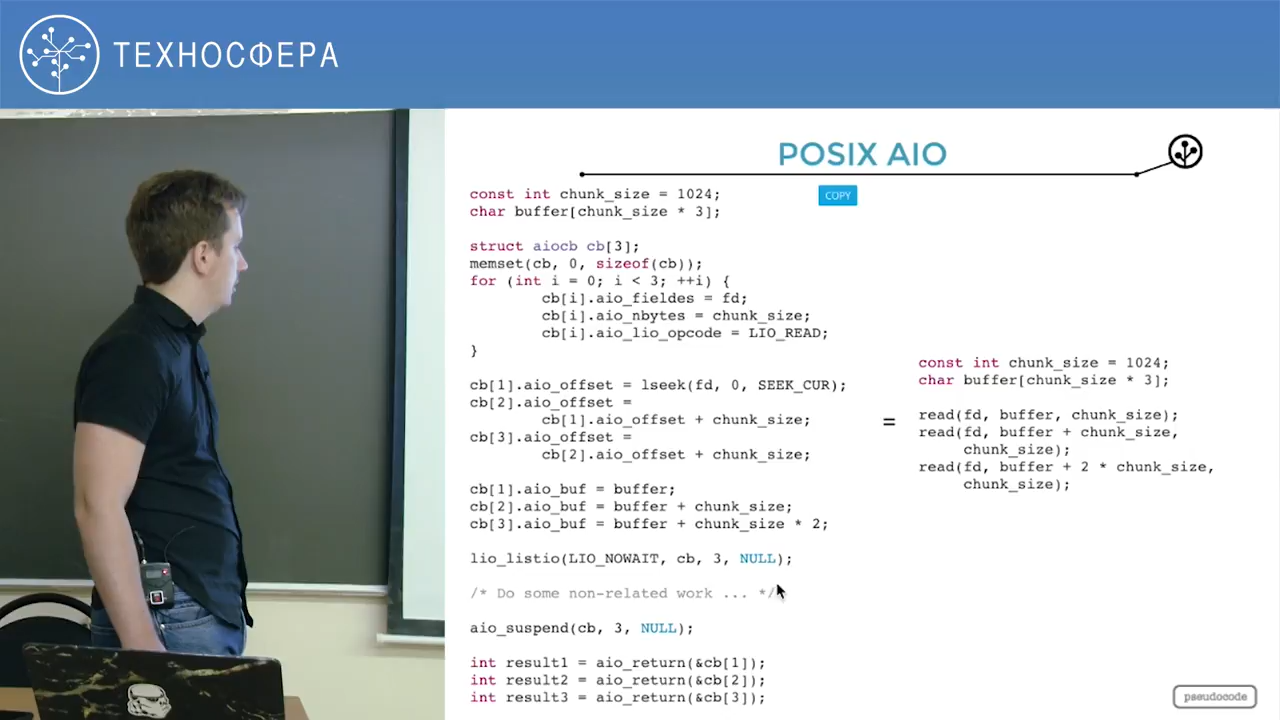 ТЕХНОСФЕРА
POSIX AIO
COPY
const int chunk_size = 1024;
char buffer[chunk_size * 3];
struct aiocb cb[3];
memset(cb, 0, sizeof(cb));
for (int i = 0; i < 3; ++i) {
cb[i].aio_fieldes = fd;
cb[i].aio_nbytes = chunk_size;
cb[i].aio_lio_opcode = LIO_READ;
}
cb[1].aio_offset = lseek(fd, 0, SEEK_CUR);
cb[2].aio_offset =
cb[1].aio_offset + chunk_size;
cb[3].aio_offset =
cb[2].aio_offset + chunk_size;
cb[1].aio_buf = buffer;
cb[2].aio_buf = buffer + chunk_size;
cb[3].aio_buf = buffer + chunk_size * 2;
lio_listio(LIO_NOWAIT, cb, 3, NULL);
/* Do some non-related work ... */
aio_suspend(cb, 3, NULL);
int result1 = aio_return(&cb[1]);
int result2 = aio_return(&cb[2]);
int result3 = aio_return(&cb[3]);
=
const int chunk_size = 1024;
char buffer[chunk_size * 3];
read(fd, buffer, chunk_size);
read(fd, buffer + chunk_size,
chunk_size);
read(fd, buffer + 2 * chunk_size,
chunk_size);
pseudocode